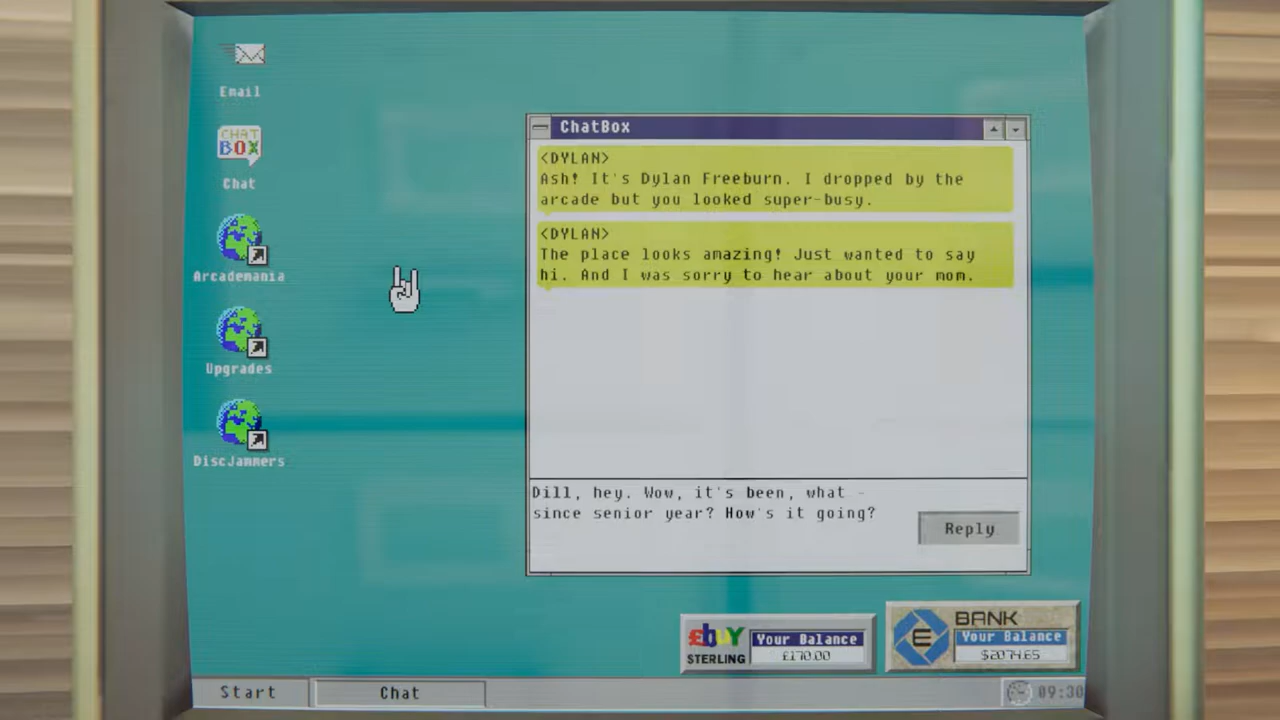 Email
CHAT
BOX
Chat
Arcademania
Upgrades
DiscJammers
ChatBox
<DYLAN>
Ash! It's Dylan Freeburn. I dropped by the
arcade but you looked super-busy.
<DYLAN>
The place looks amazing! Just wanted to say
hi. And I was sorry to hear about your mom.
Dill, hey. Wow, it's been, what -
since senior year? How's it going?
Reply
£buY
STERLING
Your Balance
£170.00
E
BANK
Your Balance
$2074.65
Start
Chat
09:30